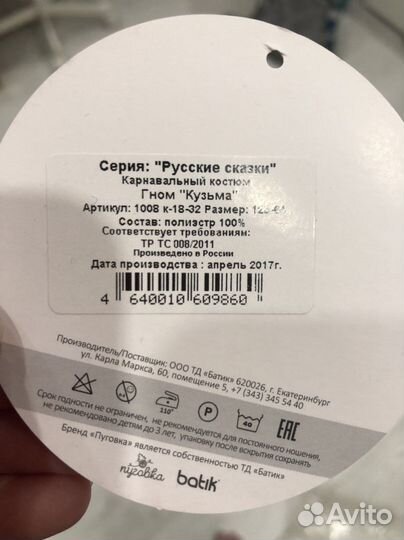 Серия: "Русские сказки"
Карнавальный костюм
Гном "Кузьма"
Артикул: 1008 к-18-32 Размер:
Состав: полиэстр 100%
Соответствует требованиям:
ТР ТС 008/2011
Произведено в России
Дата производства : апрель 2017г.
4 640010 609860
Производитель/Поставщик: ООО ТД «Батик» 620026, г. Екатеринбург
ул. Карла Маркса, 60, помещение 5, +7 (343) 345 54 40
110°
P
40
EAC
Срок годности не ограничен, не рекомендуется для постоянного ношения,
не рекомендовано детям до 3 лет, упаковку после вскрытия сохранять
Бренд «Пуговка» является собственностью ТД «Батик»
пуговка batik
Avito